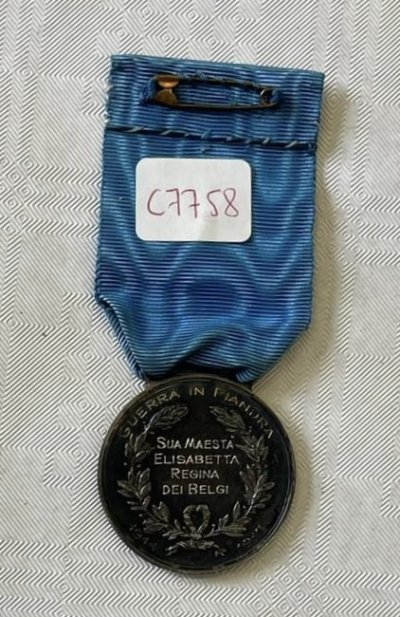 C7758
GUERRA IN FIANDRA
SUA MAESTÀ
ELISABETTA
REGINA
DEI BELGI